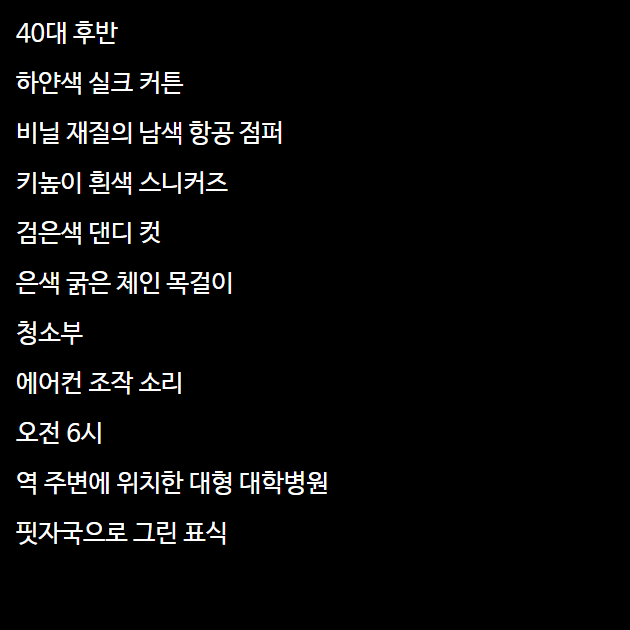 40대 후반
하얀색 실크 커튼
비닐 재질의 남색 항공 점퍼
키높이 흰색 스니커즈
검은색 댄디 컷
은색 굵은 체인 목걸이
청소부
에어컨 조작 소리
오전 6시
역 주변에 위치한 대형 대학병원
핏자국으로 그린 표식